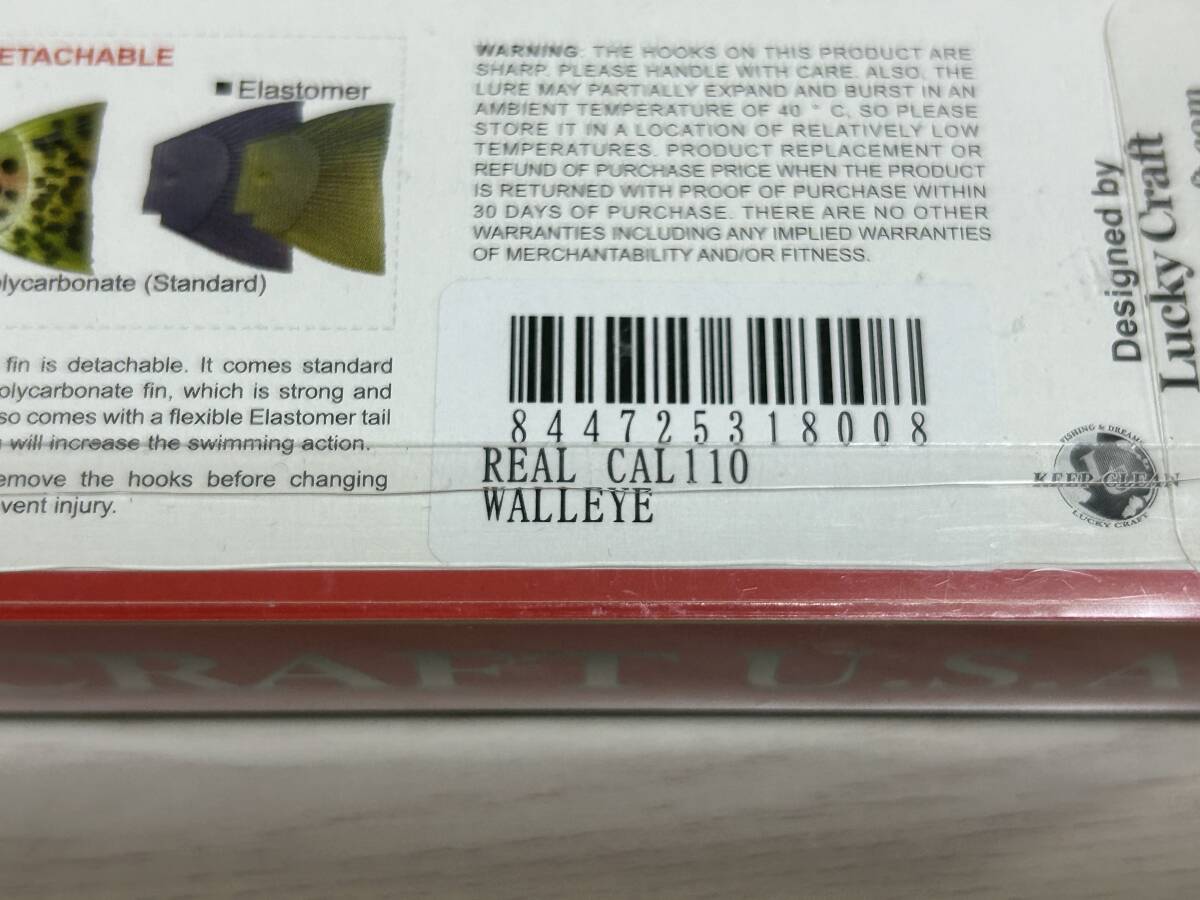 ETACHABLE
■ Elastomer
lycarbonate (Standard)
fin is detachable. It comes standard
olycarbonate fin, which is strong and
so comes with a flexible Elastomer tail
will increase the swimming action.
emove the hooks before changing
vent injury.
WARNING: THE HOOKS ON THIS PRODUCT ARE
SHARP. PLEASE HANDLE WITH CARE. ALSO, THE
LURE MAY PARTIALLY EXPAND AND BURST IN AN
AMBIENT TEMPERATURE OF 40 ° C, SO PLEASE
STORE IT IN A LOCATION OF RELATIVELY LOW
TEMPERATURES. PRODUCT REPLACEMENT OR
REFUND OF PURCHASE PRICE WHEN THE PRODUCT
IS RETURNED WITH PROOF OF PURCHASE WITHIN
30 DAYS OF PURCHASE. THERE ARE NO OTHER
WARRANTIES INCLUDING ANY IMPLIED WARRANTIES
OF MERCHANTABILITY AND/OR FITNESS.
844725318008
REAL CAL110
WALLEYE
Designed by
Lucky Craft
FISHING & DREAMS
KEEP CLEAN
LUCKY CRAFT
CRAFT U.S.A